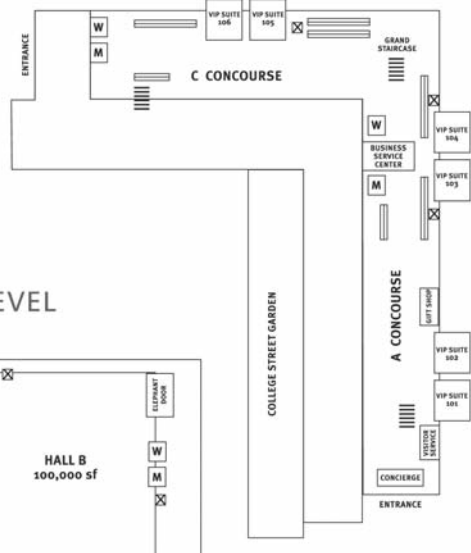 VIP SUITE
106
VIP SUITE
105
ENTRANCE
W
M
GRAND
STAIRCASE
C CONCOURSE
W
VIP SUITE
104
BUSINESS
SERVICE
CENTER
M
VIP SUITE
103
A CONCOURSE
GIFT SHOP
EVEL
COLLEGE STREET GARDEN
VIP SUITE
102
ELEPHANT
DOOR
VIP SUITE
101
VISITOR
SERVICE
W
HALL B
100,000 sf
M
CONCIERGE
ENTRANCE